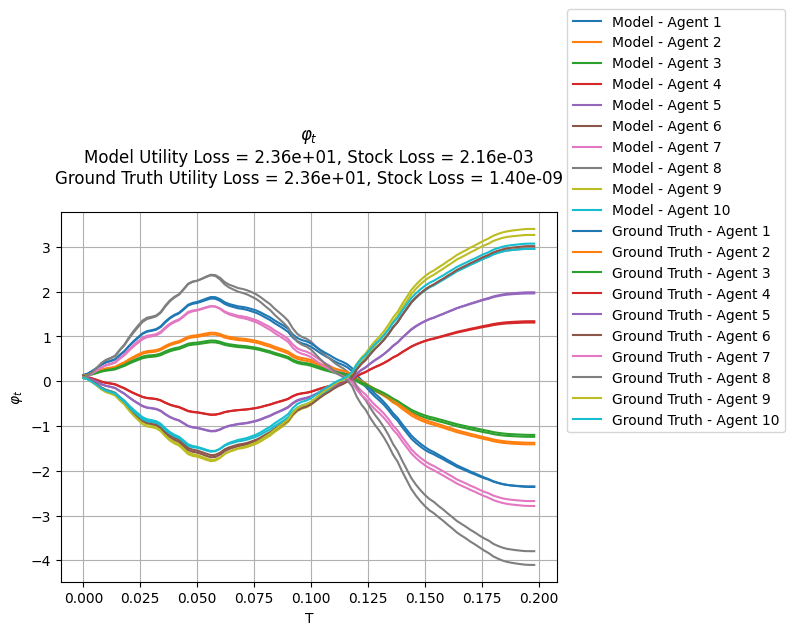 φₜ
Model Utility Loss = 2.36e+01, Stock Loss = 2.16e-03
Ground Truth Utility Loss = 2.36e+01, Stock Loss = 1.40e-09
φₜ
3
2
1
0
−1
−2
−3
−4
0.000 0.025 0.050 0.075 0.100 0.125 0.150 0.175 0.200
T
Model - Agent 1
Model - Agent 2
Model - Agent 3
Model - Agent 4
Model - Agent 5
Model - Agent 6
Model - Agent 7
Model - Agent 8
Model - Agent 9
Model - Agent 10
Ground Truth - Agent 1
Ground Truth - Agent 2
Ground Truth - Agent 3
Ground Truth - Agent 4
Ground Truth - Agent 5
Ground Truth - Agent 6
Ground Truth - Agent 7
Ground Truth - Agent 8
Ground Truth - Agent 9
Ground Truth - Agent 10